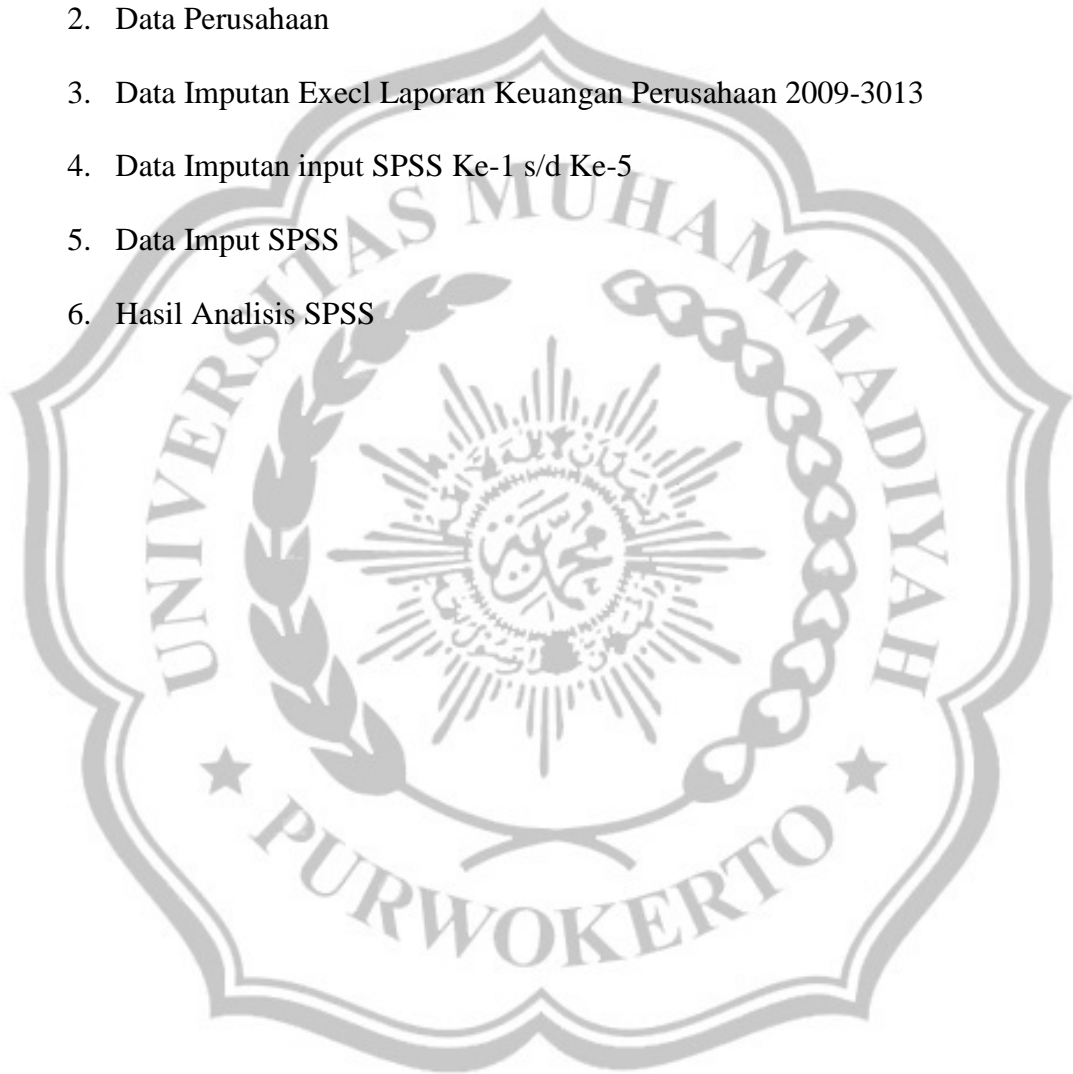 2. Data Perusahaan
3. Data Imputan Execl Laporan Keuangan Perusahaan 2009-3013
4. Data Imputan input SPSS Ke-1 s/d Ke-5
5. Data Imput SPSS
6. Hasil Analisis SPSS
UNIVERSITAS MUHAMMADIYAH
PURWOKERTO